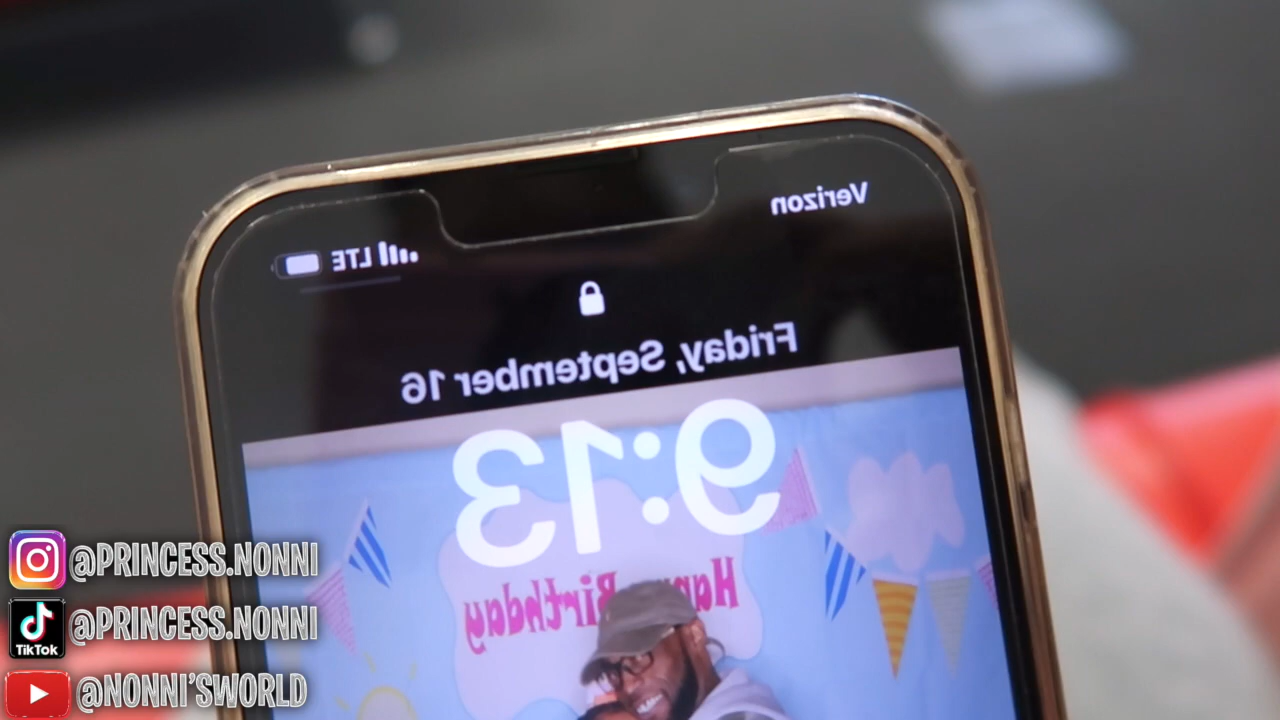 Verizon
LTE
Friday, September 16
9:13
Happy Birthday
@PRINCESS.NONNI
TikTok
@PRINCESS.NONNI
@NONNI'SWORLD